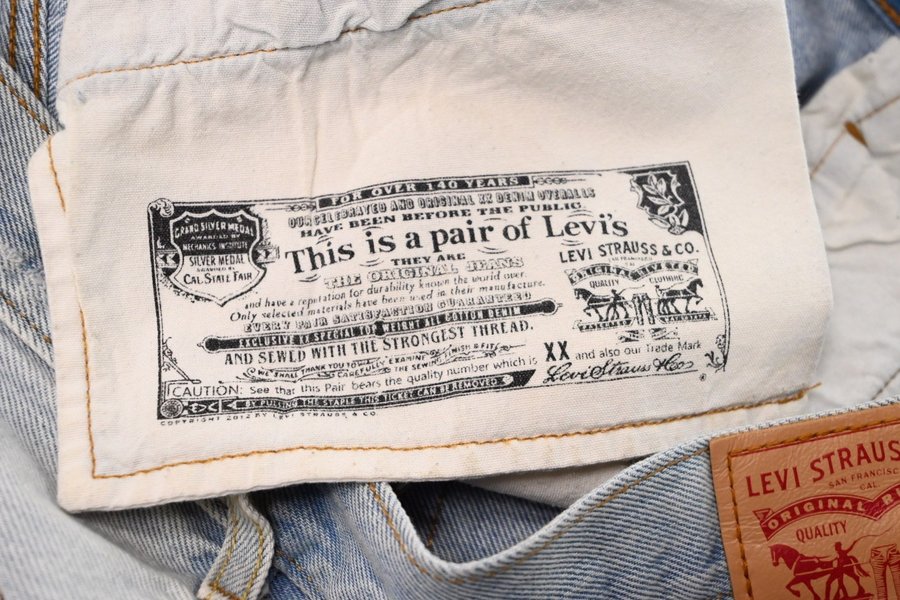 FOR OVER 140 YEARS
OUR CELEBRATED AND ORIGINAL XX DENIM OVERALLS
HAVE BEEN BEFORE THE PUBLIC
This is a pair of Levi's
THEY ARE
THE ORIGINAL JEANS
and have a reputation for durability known the world over.
Only selected materials have been used in their manufacture.
EVERY PAIR SATISFACTION GUARANTEED
EXCLUSIVE XX SPECIAL TOP WEIGHT ALL COTTON DENIM
AND SEWED WITH THE STRONGEST THREAD.
WE SHALL THANK YOU TO CAREFULLY EXAMINE THE SEWING FINISH & FIT
CAUTION: See that this Pair bears the quality number which is XX and also our Trade Mark
BY PULLING THE STAPLE THIS TICKET CAN BE REMOVED
COPYRIGHT 2012 BY LEVI STRAUSS & CO.
GRAND SILVER MEDAL
AWARDED BY
MECHANICS INSTITUTE
SILVER MEDAL
AWARDED BY
CAL. STATE FAIR
LEVI STRAUSS & CO.
SAN FRANCISCO
ORIGINAL RIVETED
QUALITY CLOTHING
Levi Strauss & Co
®
LEVI STRAUS
SAN FRANCISC
CAL.
ORIGINAL RI
QUALITY